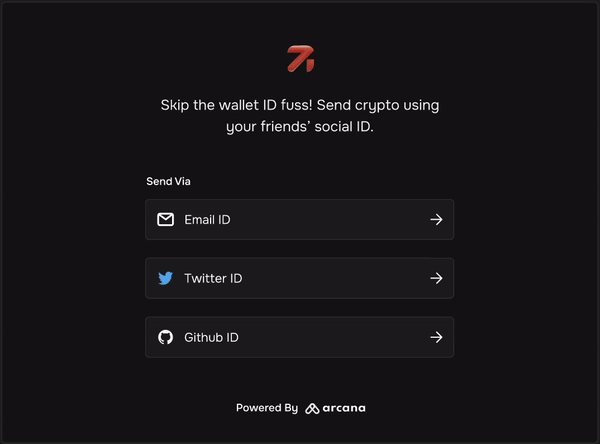 Skip the wallet ID fuss! Send crypto using
your friends’ social ID.
Send Via
Email ID
Twitter ID
Github ID
Powered By arcana